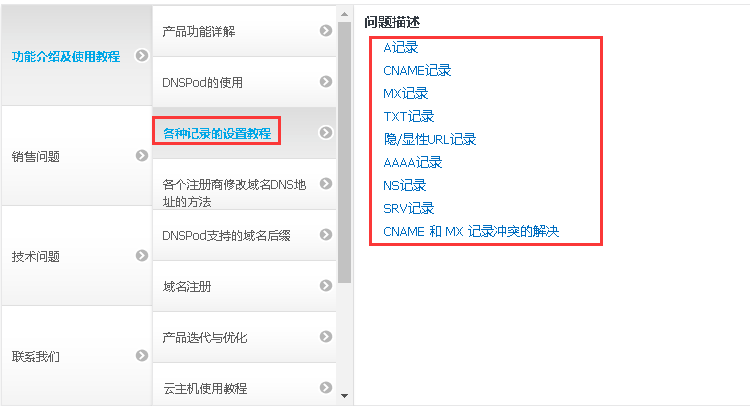 功能介绍及使用教程
销售问题
技术问题
联系我们
产品功能详解
DNSPod的使用
各种记录的设置教程
各个注册商修改域名DNS地
址的方法
DNSPod支持的域名后缀
域名注册
产品迭代与优化
云主机使用教程
问题描述
A记录
CNAME记录
MX记录
TXT记录
隐/显性URL记录
AAAA记录
NS记录
SRV记录
CNAME 和 MX 记录冲突的解决